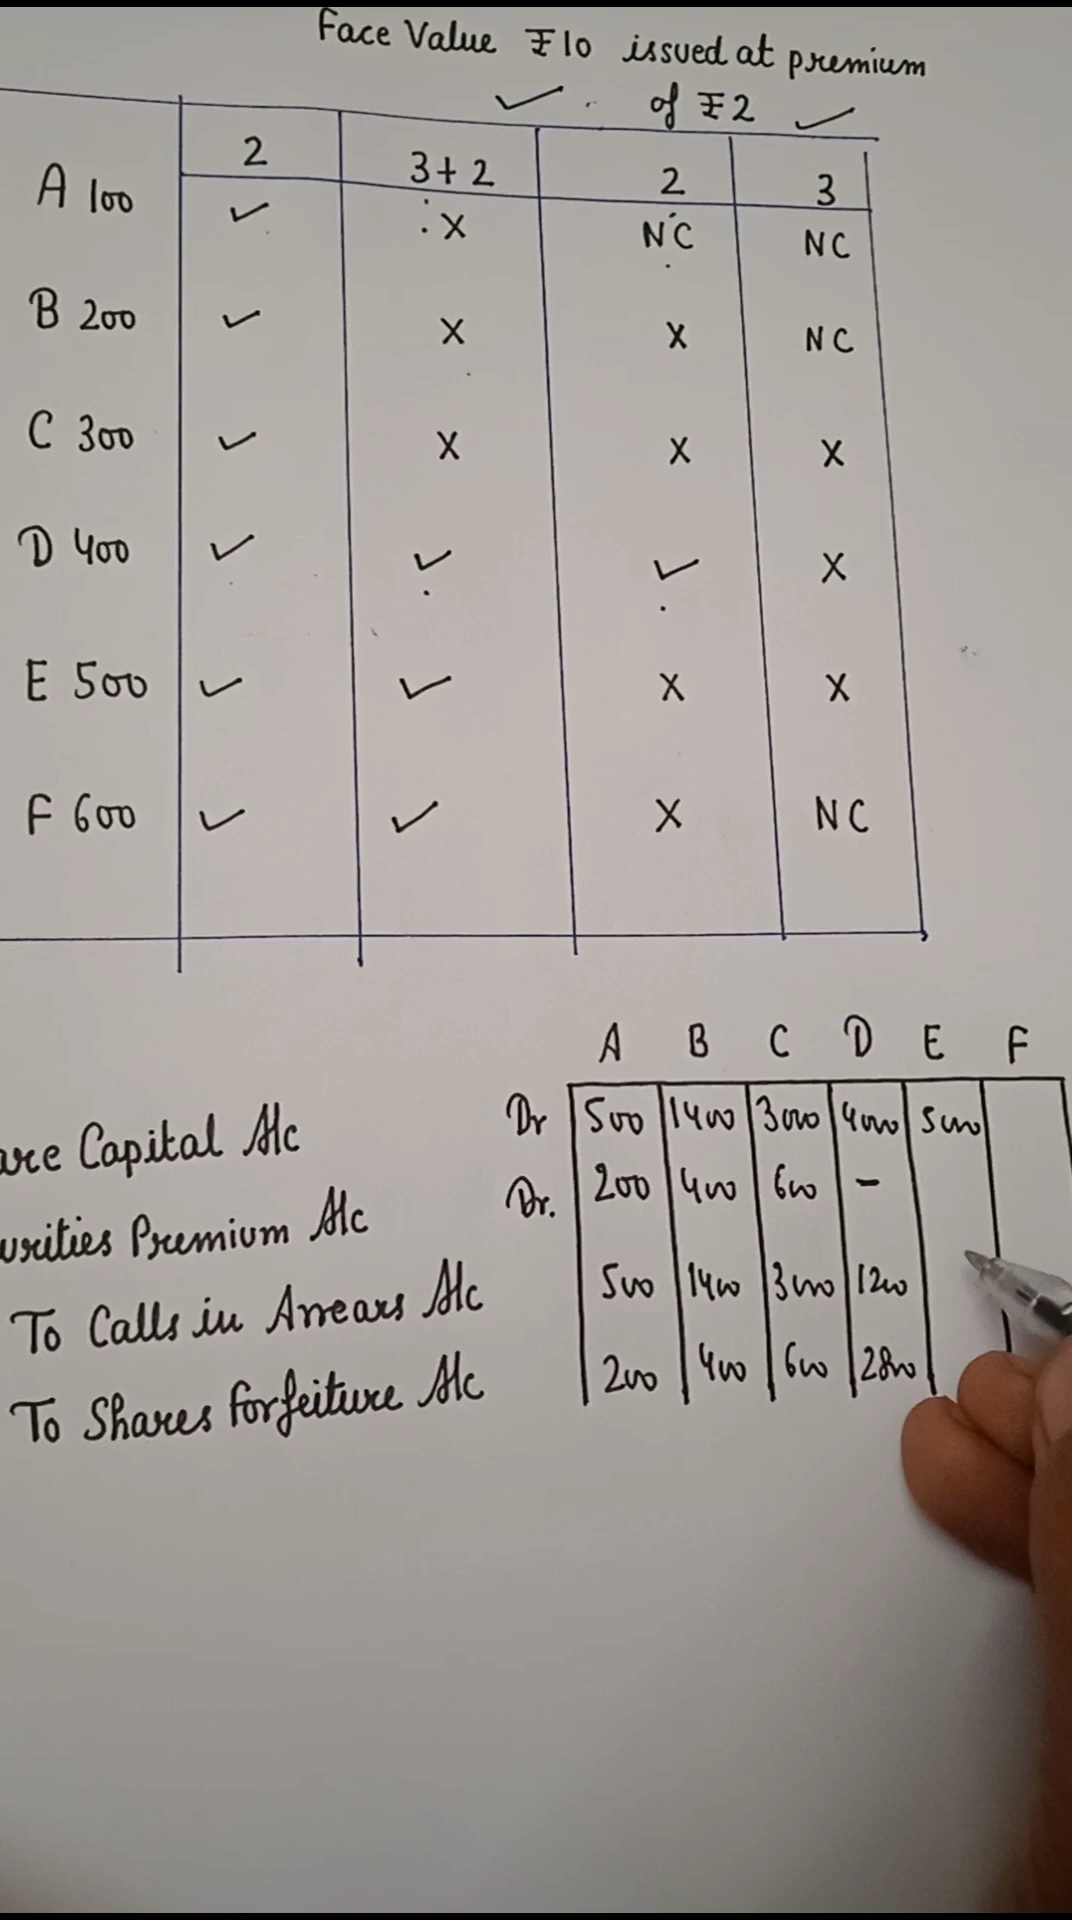 Face Value ₹10 issued at premium
of ₹2
2 3+2 2 3
A 100 ✓ X NC NC
B 200 ✓ X X NC
C 300 ✓ X X X
D 400 ✓ ✓ ✓ X
E 500 ✓ ✓ X X
F 600 ✓ ✓ X NC
A B C D E F
are Capital A/c Dr 500 1400 3000 4000 5000
urities Premium A/c Dr. 200 400 600 -
To Calls in Arrears A/c 500 1400 3000 1200
To Shares forfeiture A/c 200 400 600 2800